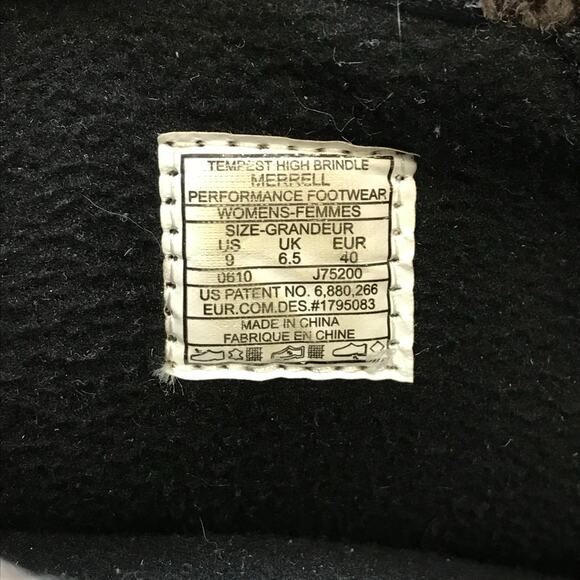 TEMPEST HIGH BRINDLE
MERRELL
PERFORMANCE FOOTWEAR
WOMENS-FEMMES
SIZE-GRANDEUR
US UK EUR
9 6.5 40
0610 J75200
US PATENT NO. 6,880,266
EUR.COM.DES.#1795083
MADE IN CHINA
FABRIQUE EN CHINE